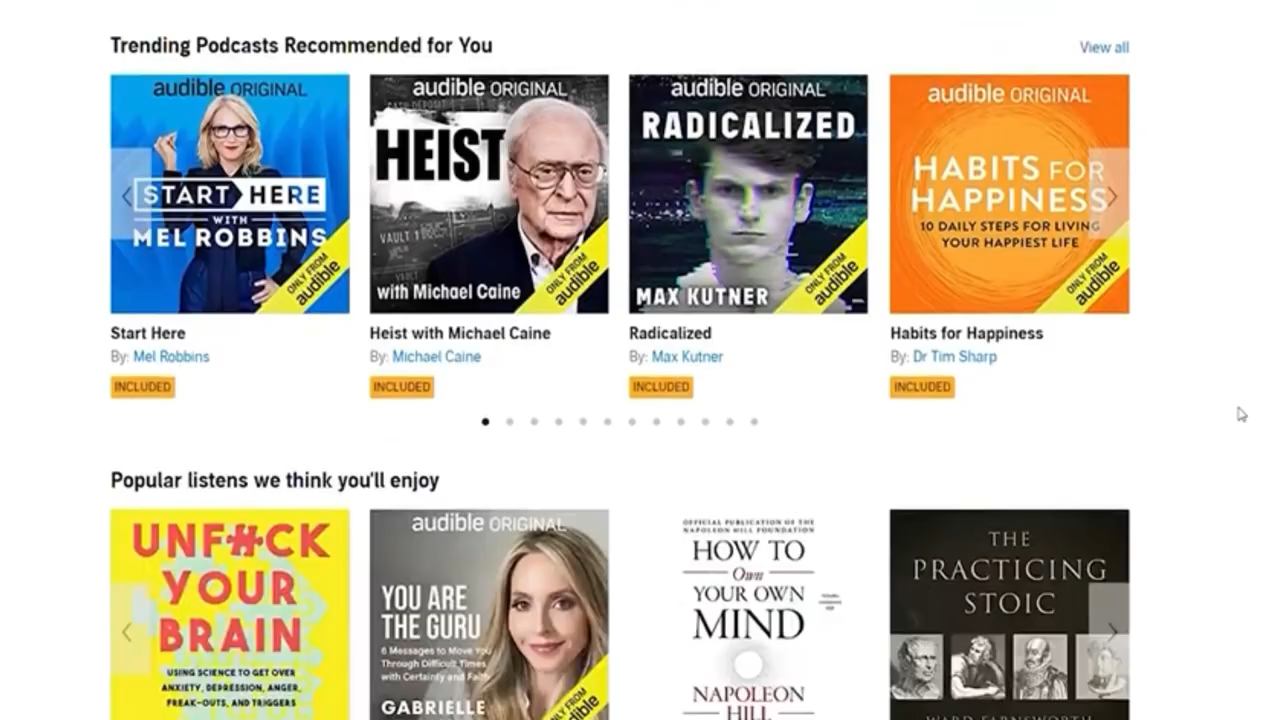 Trending Podcasts Recommended for You
View all
audible ORIGINAL
START HERE
WITH
MEL ROBBINS
ONLY FROM
audible
audible ORIGINAL
CASH DEPOSIT
HEIST
VAULT 1
VAULT
with Michael Caine
ONLY FROM
audible
audible ORIGINAL
RADICALIZED
MAX KUTNER
ONLY FROM
audible
audible ORIGINAL
HABITS FOR
HAPPINESS
10 DAILY STEPS FOR LIVING
YOUR HAPPIEST LIFE
ONLY FROM
audible
Start Here
By: Mel Robbins
INCLUDED
Heist with Michael Caine
By: Michael Caine
INCLUDED
Radicalized
By: Max Kutner
INCLUDED
Habits for Happiness
By: Dr Tim Sharp
INCLUDED
Popular listens we think you'll enjoy
UNF#CK
YOUR
BRAIN
USING SCIENCE TO GET OVER
ANXIETY, DEPRESSION, ANGER,
FREAK-OUTS, AND TRIGGERS
audible ORIGINAL
YOU ARE
THE GURU
6 Messages to Move You
Through Difficult Times
with Certainty and Faith
GABRIELLE
ONLY FROM
audible
OFFICIAL PUBLICATION OF THE
NAPOLEON HILL FOUNDATION
HOW TO
Own
YOUR OWN
MIND
NAPOLEON
HILL
THE
PRACTICING
STOIC
WARD FARNSWORTH